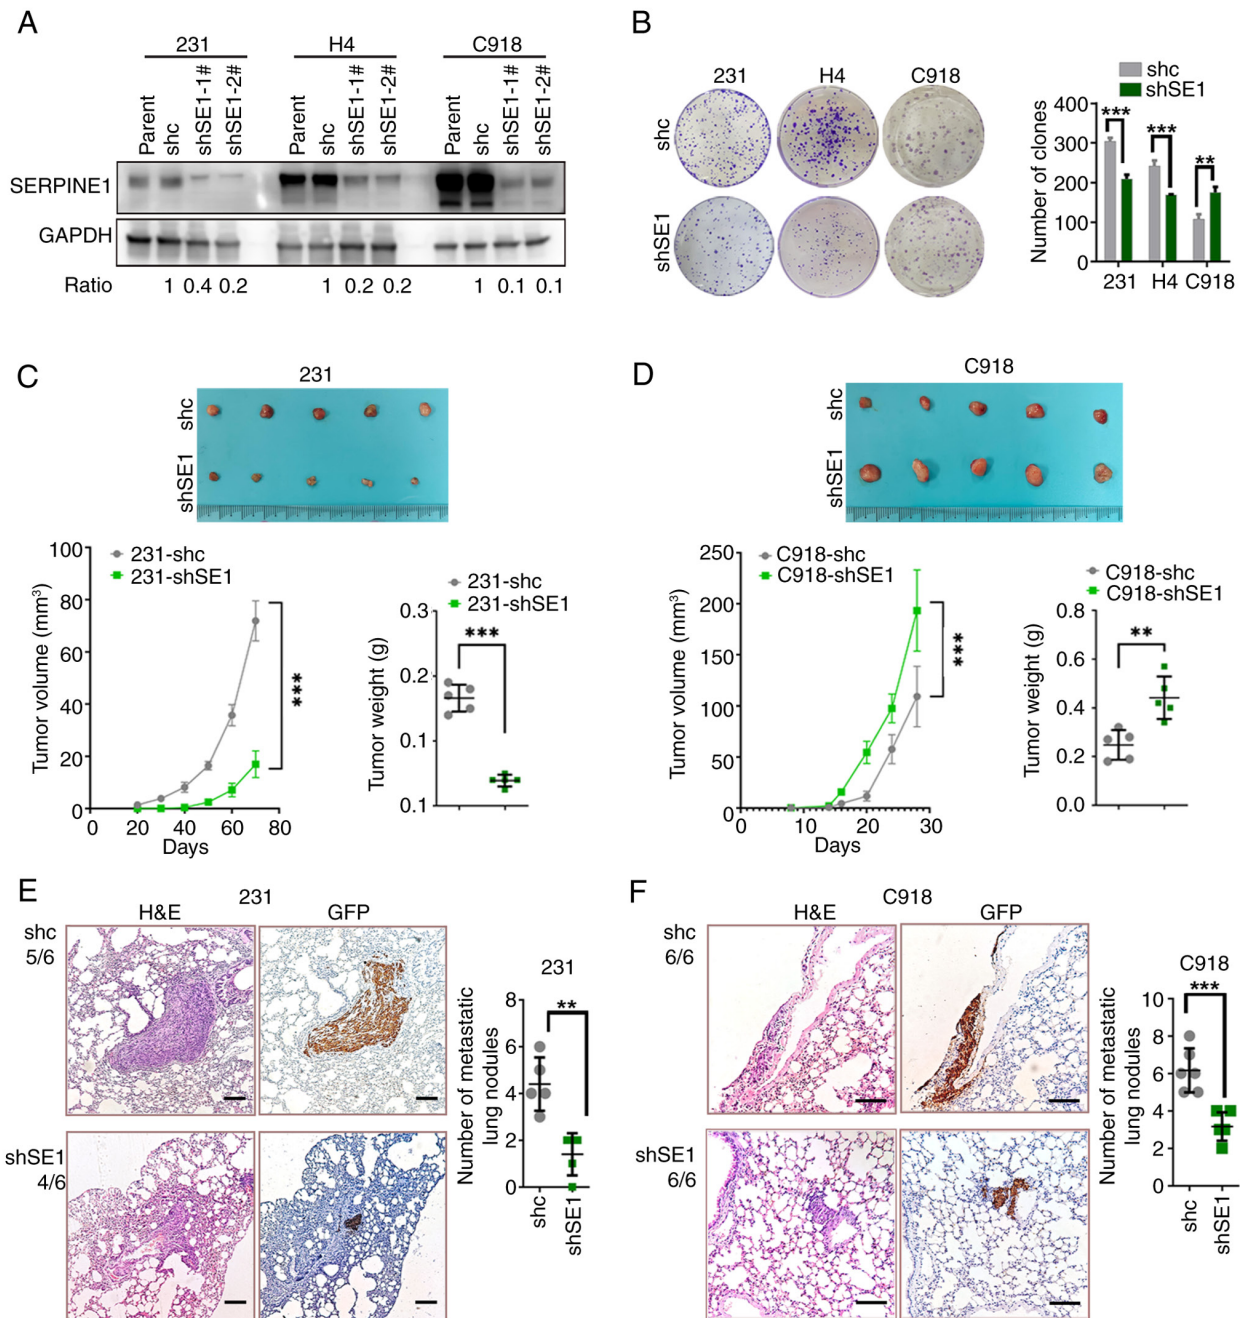 A
231
H4
C918
Parent
shc
shSE1-1#
shSE1-2#
Parent
shc
shSE1-1#
shSE1-2#
Parent
shc
shSE1-1#
shSE1-2#
SERPINE1
GAPDH
Ratio 1 0.4 0.2 1 0.2 0.2 1 0.1 0.1
B
231 H4 C918
shc
shSE1
shc
shSE1
Number of clones
400
300
200
100
0
***
***
**
231 H4 C918
C
231
shc
shSE1
231-shc
231-shSE1
Tumor volume (mm³)
100
80
60
40
20
0
0 20 40 60 80
Days
***
231-shc
231-shSE1
Tumor weight (g)
0.3
0.2
0.1
0.1
***
D
C918
shc
shSE1
C918-shc
C918-shSE1
Tumor volume (mm³)
250
200
150
100
50
0
0 10 20 30
Days
***
C918-shc
C918-shSE1
Tumor weight (g)
0.8
0.6
0.4
0.2
0.0
**
E
231
H&E GFP
shc
5/6
shSE1
4/6
231
Number of metastatic
lung nodules
8
6
4
2
0
**
shc
shSE1
F
C918
H&E GFP
shc
6/6
shSE1
6/6
C918
Number of metastatic
lung nodules
10
8
6
4
2
0
***
shc
shSE1